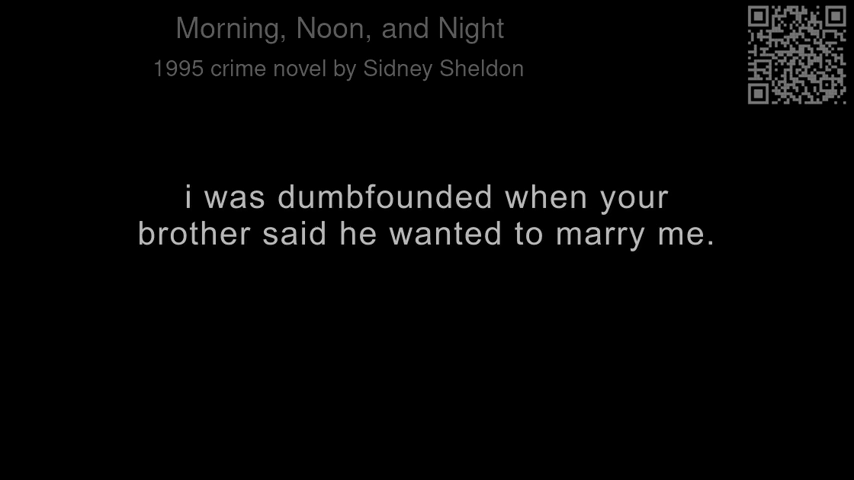 Morning, Noon, and Night
1995 crime novel by Sidney Sheldon
i was dumbfounded when your
brother said he wanted to marry me.